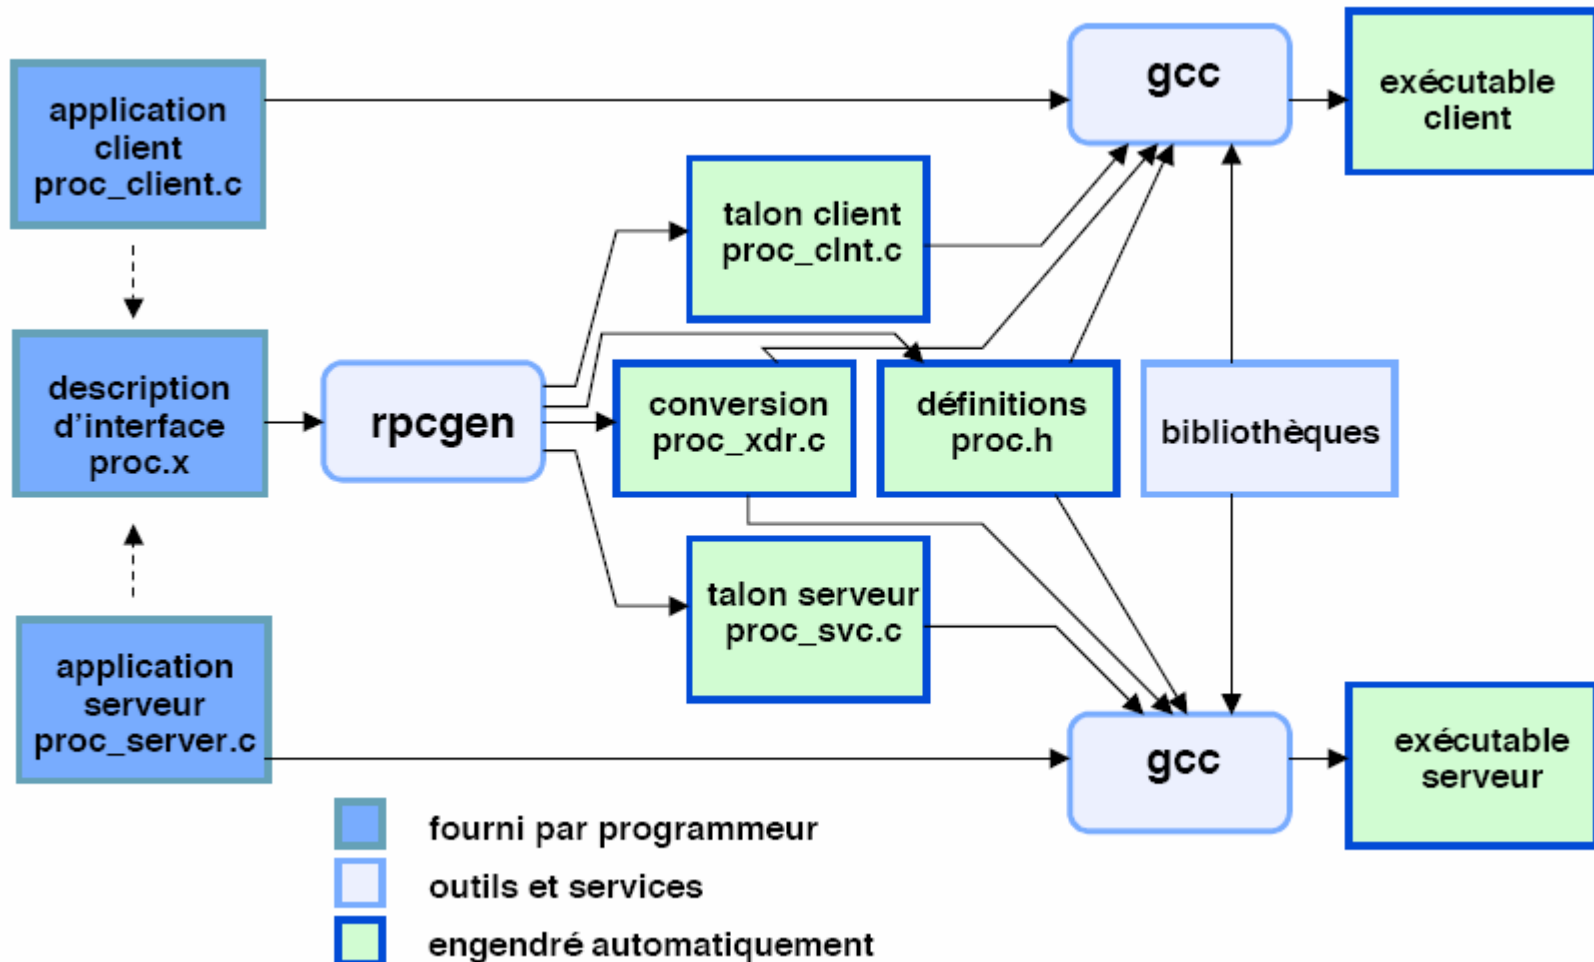 application
client
proc_client.c
gcc
exécutable
client
talon client
proc_clnt.c
description
d'interface
proc.x
rpcgen
conversion
proc_xdr.c
définitions
proc.h
bibliothèques
talon serveur
proc_svc.c
application
serveur
proc_server.c
gcc
exécutable
serveur
fourni par programmeur
outils et services
engendré automatiquement